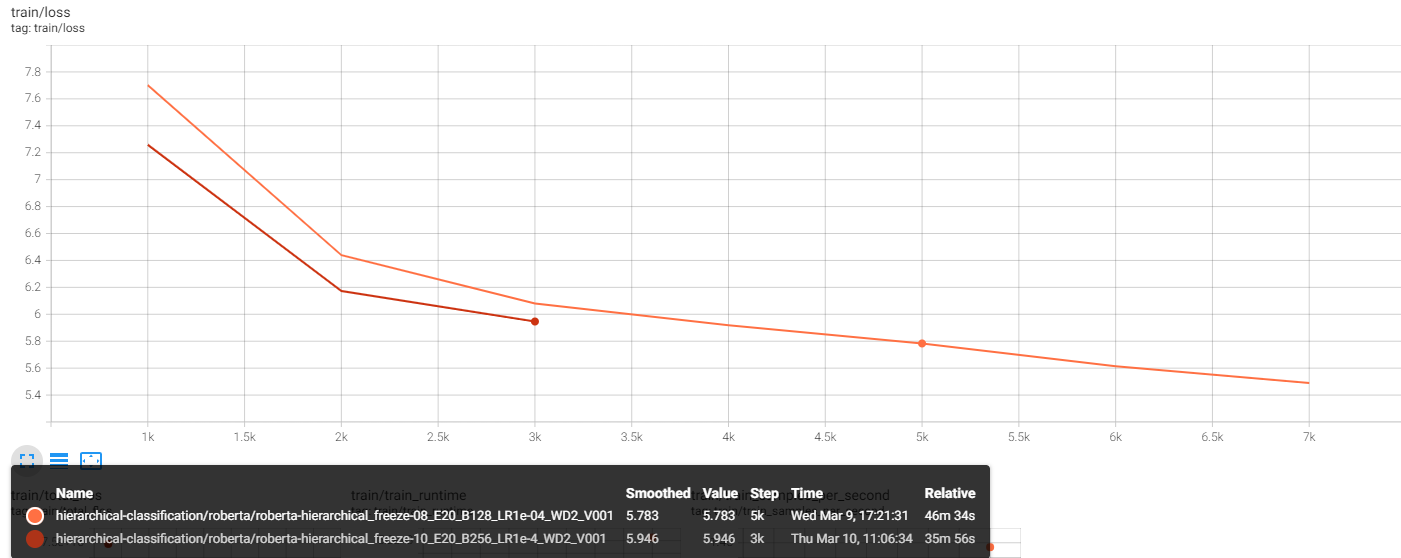 train/loss
tag: train/loss
7.8
7.6
7.4
7.2
7
6.8
6.6
6.4
6.2
6
5.8
5.6
5.4
1k 1.5k 2k 2.5k 3k 3.5k 4k 4.5k 5k 5.5k 6k 6.5k 7k
train/train_runtime
Name Smoothed Value Step Time Relative
hierarchical-classification/roberta/roberta-hierarchical_freeze-08_E20_B128_LR1e-04_WD2_V001 5.783 5.783 5k Wed Mar 9, 17:21:31 46m 34s
hierarchical-classification/roberta/roberta-hierarchical_freeze-10_E20_B256_LR1e-4_WD2_V001 5.946 5.946 3k Thu Mar 10, 11:06:34 35m 56s